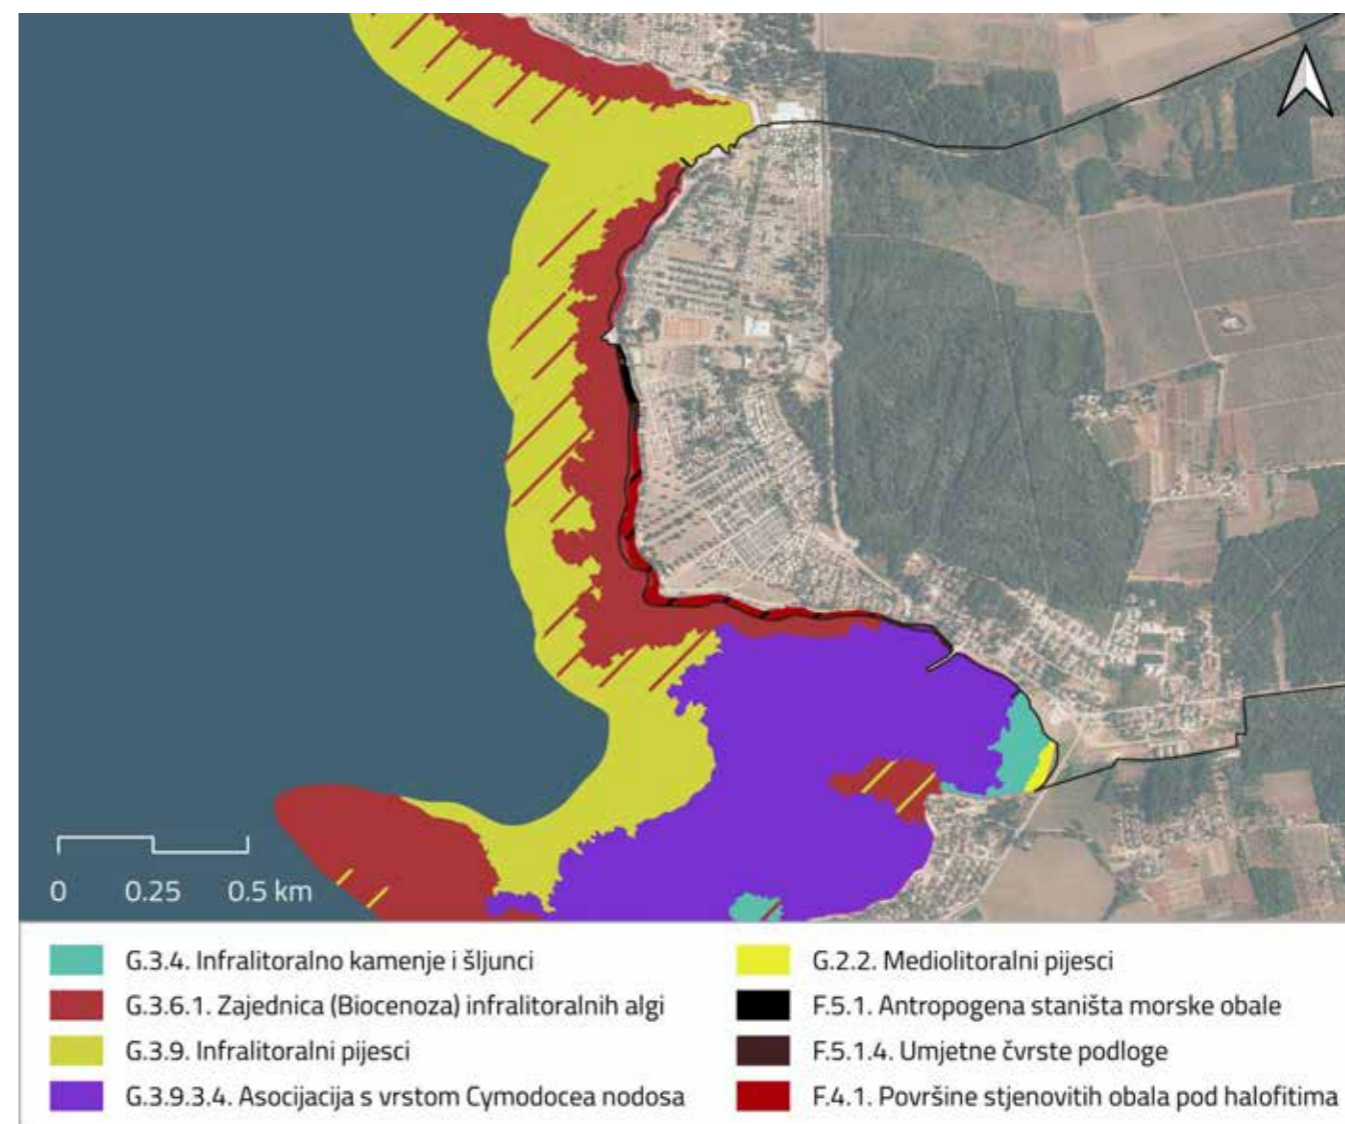 0 0.25 0.5 km
G.3.4. Infralitoralno kamenje i šljunci
G.3.6.1. Zajednica (Biocenoza) infralitoralnih algi
G.3.9. Infralitoralni pijesci
G.3.9.3.4. Asocijacija s vrstom Cymodocea nodosa
G.2.2. Mediolitoralni pijesci
F.5.1. Antropogena staništa morske obale
F.5.1.4. Umjetne čvrste podloge
F.4.1. Površine stjenovitih obala pod halofitima